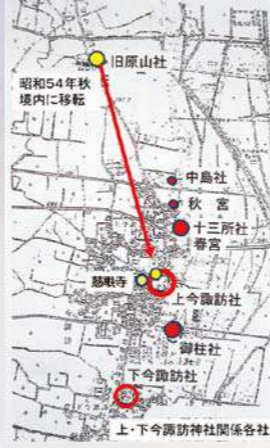 旧原山社
昭和54年秋
境内に移転
中島社
秋宮
十三所社
春宮
慈眼寺
上今諏訪社
御柱社
下今諏訪社
上・下今諏訪神社関係各社